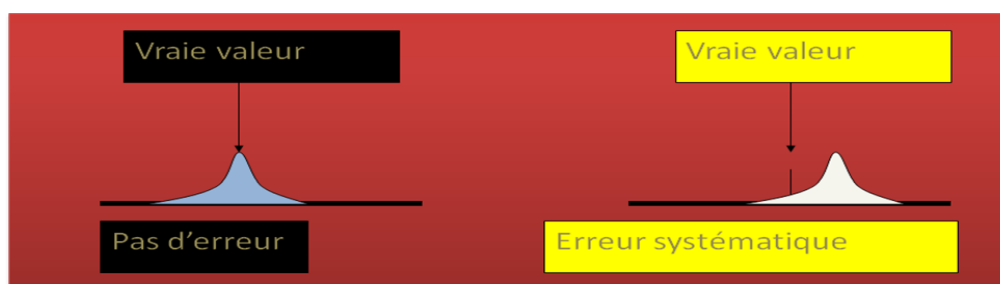 Vraie valeur
Vraie valeur
Pas d’erreur
Erreur systématique